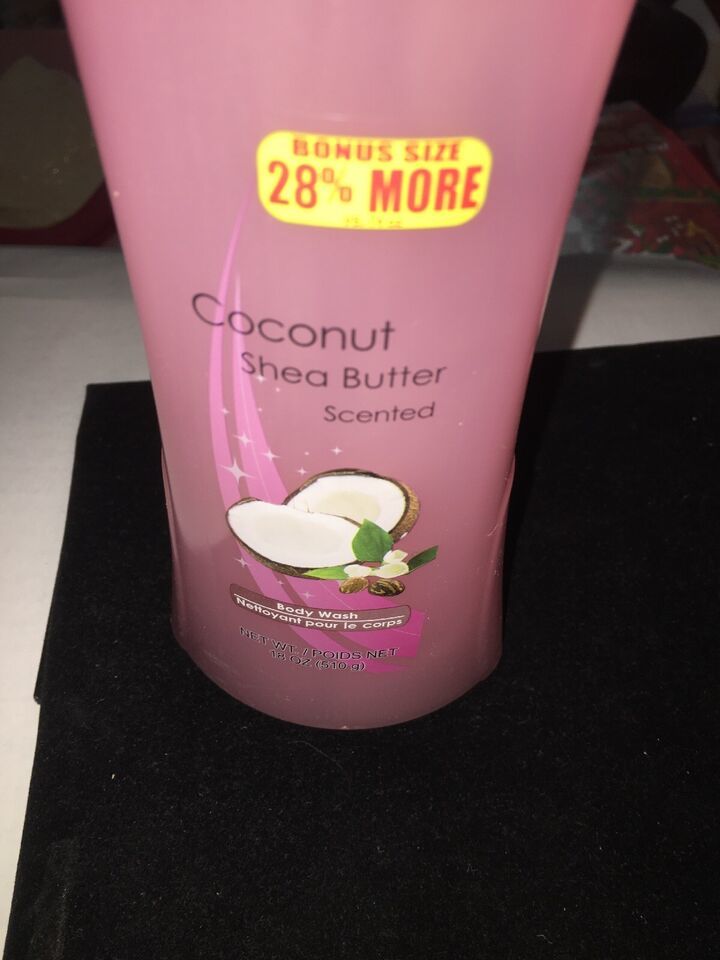 BONUS SIZE
28% MORE
Coconut
Shea Butter
Scented
Body Wash
Nettoyant pour le corps
NET WT. / POIDS NET
18 OZ (510 g)